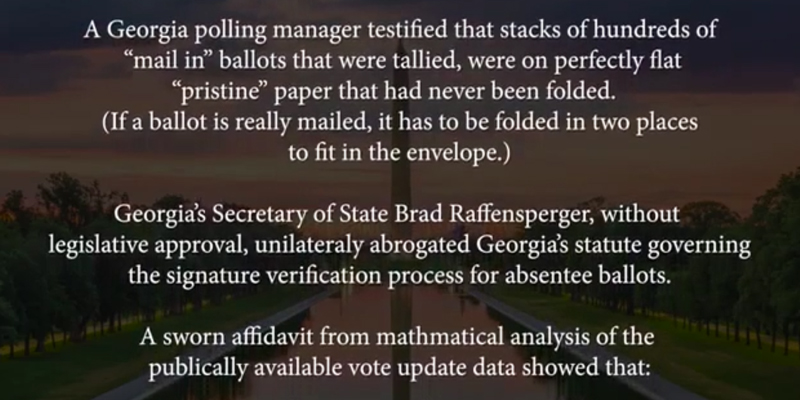 A Georgia polling manager testified that stacks of hundreds of
“mail in” ballots that were tallied, were on perfectly flat
“pristine” paper that had never been folded.
(If a ballot is really mailed, it has to be folded in two places
to fit in the envelope.)
Georgia’s Secretary of State Brad Raffensperger, without
legislative approval, unilateraly abrogated Georgia’s statute governing
the signature verification process for absentee ballots.
A sworn affidavit from mathmatical analysis of the
publically available vote update data showed that: